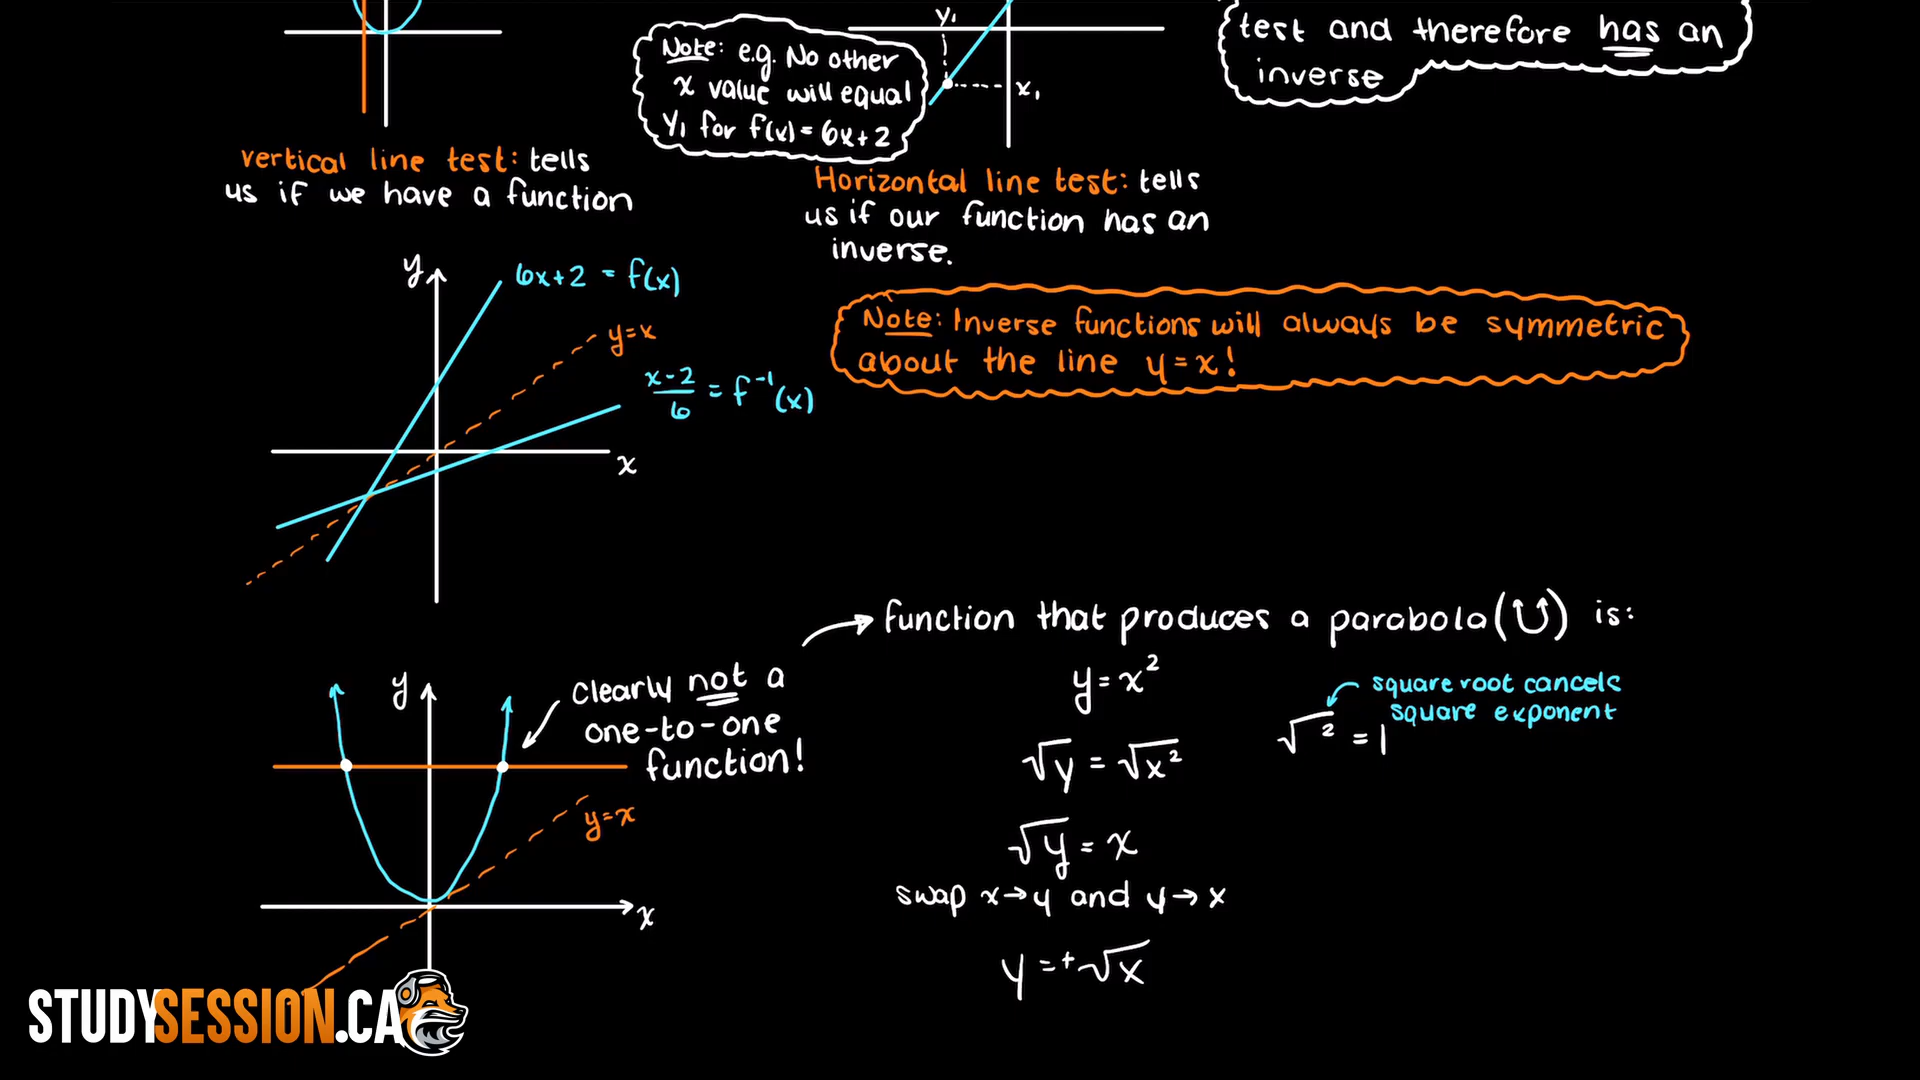 y₁
Note: e.g. No other
x value will equal
y₁ for f(x) = 6x+2
x₁
test and therefore has an
inverse
vertical line test: tells
us if we have a function
Horizontal line test: tells
us if our function has an
inverse.
y
6x+2 = f(x)
y=x
x-2
6
= f⁻¹(x)
x
Note: Inverse functions will always be symmetric
about the line y=x!
y
clearly not a
one-to-one
function!
y=x
x
function that produces a parabola (U) is:
y = x²
√y = √x²
√y = x
swap x→y and y→x
y = +√x
square root cancels
square exponent
√ ² = 1
STUDYSESSION.CA